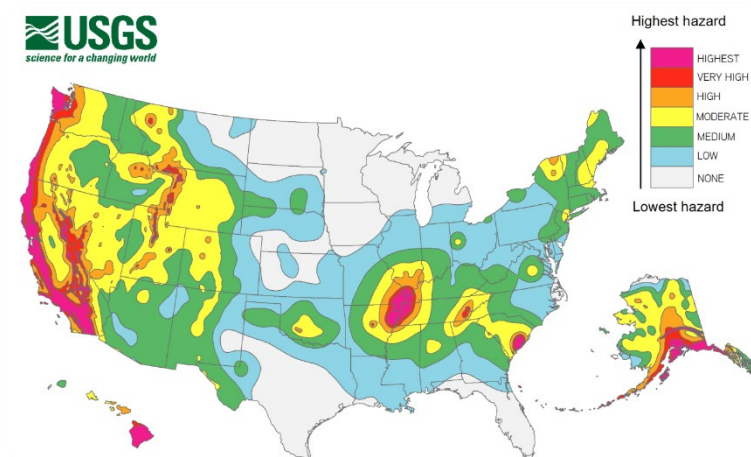 USGS
science for a changing world
Highest hazard
HIGHEST
VERY HIGH
HIGH
MODERATE
MEDIUM
LOW
NONE
Lowest hazard